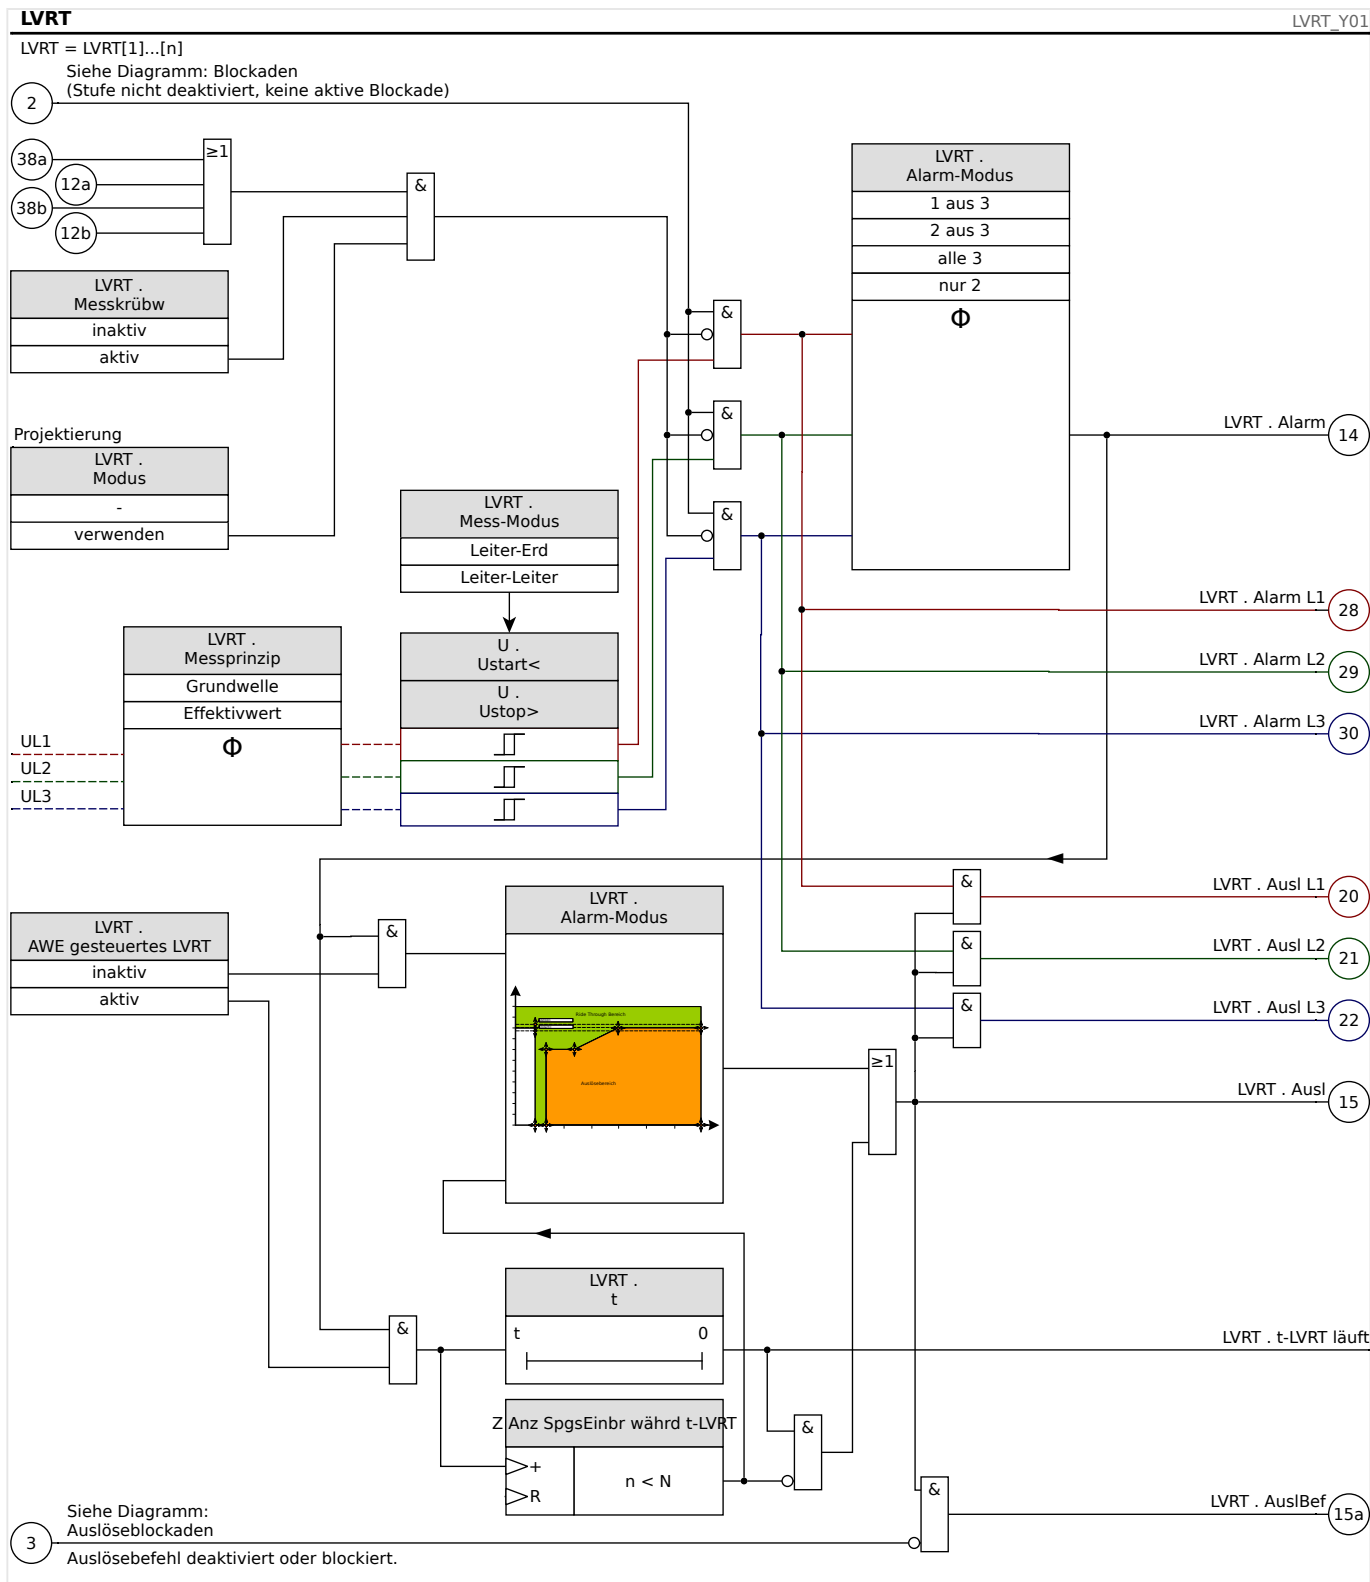 LVRT
LVRT_Y01
LVRT = LVRT[1]...[n]
Siehe Diagramm: Blockaden
(Stufe nicht deaktiviert, keine aktive Blockade)
2
38a
12a
38b
12b
≥1
&
LVRT .
Messkrübw
inaktiv
aktiv
Projektierung
LVRT .
Modus
-
verwenden
LVRT .
Alarm-Modus
1 aus 3
2 aus 3
alle 3
nur 2
Φ
&
&
&
LVRT . Alarm
14
LVRT .
Mess-Modus
Leiter-Erd
Leiter-Leiter
U .
Ustart<
U .
Ustop>
LVRT .
Messprinzip
Grundwelle
Effektivwert
Φ
UL1
UL2
UL3
LVRT . Alarm L1
28
LVRT . Alarm L2
29
LVRT . Alarm L3
30
&
LVRT . Ausl L1
20
&
LVRT . Ausl L2
21
&
LVRT . Ausl L3
22
LVRT .
AWE gesteuertes LVRT
inaktiv
aktiv
&
LVRT .
Alarm-Modus
Ride Through Bereich
Auslösebereich
≥1
LVRT . Ausl
15
LVRT .
t
t
0
&
LVRT . t-LVRT läuft
Z Anz SpgsEinbr währd t-LVRT
+
R
n < N
&
&
LVRT . AuslBef
15a
Siehe Diagramm:
Auslöseblockaden
3
Auslösebefehl deaktiviert oder blockiert.